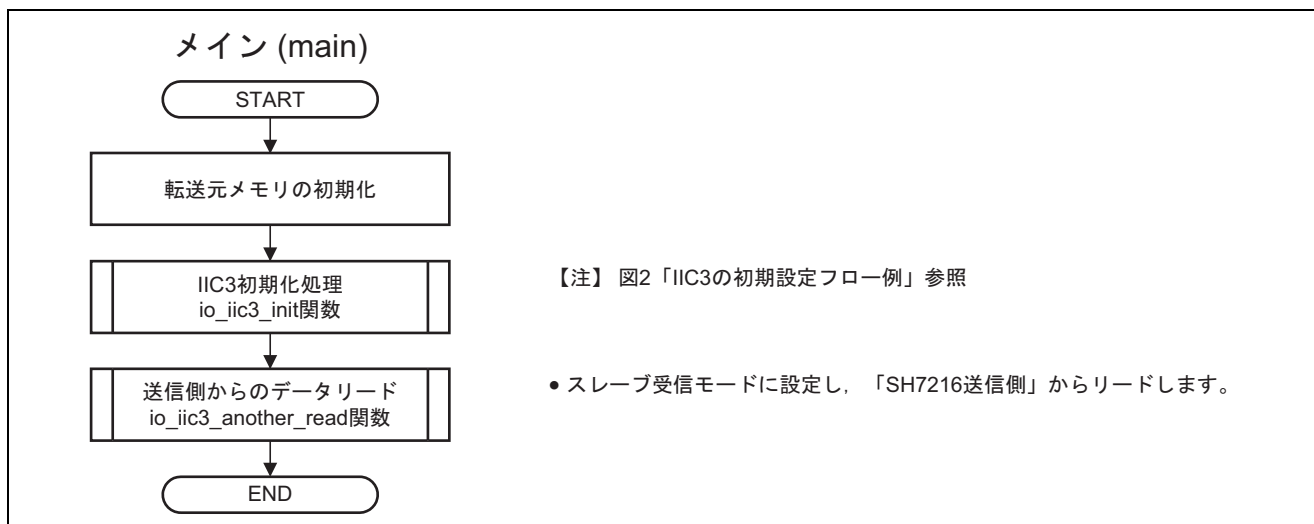 メイン (main)
START
転送元メモリの初期化
IIC3初期化処理
io_iic3_init関数
【注】 図2「IIC3の初期設定フロー例」参照
送信側からのデータリード
io_iic3_another_read関数
● スレーブ受信モードに設定し，「SH7216送信側」からリードします。
END